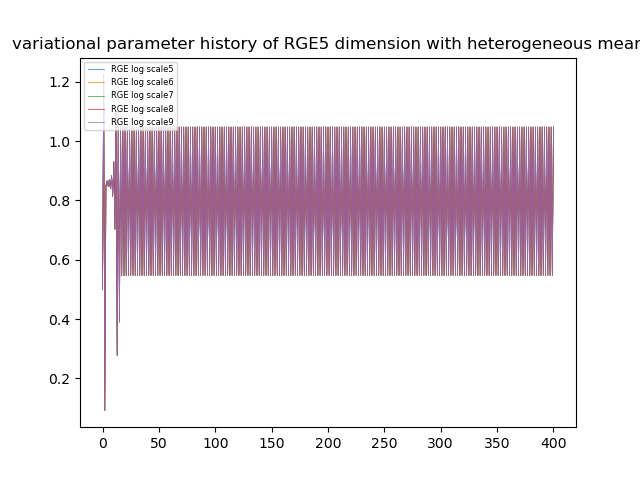 variational parameter history of RGE5 dimension with heterogeneous mean
RGE log scale5
RGE log scale6
RGE log scale7
RGE log scale8
RGE log scale9
1.2
1.0
0.8
0.6
0.4
0.2
0 50 100 150 200 250 300 350 400